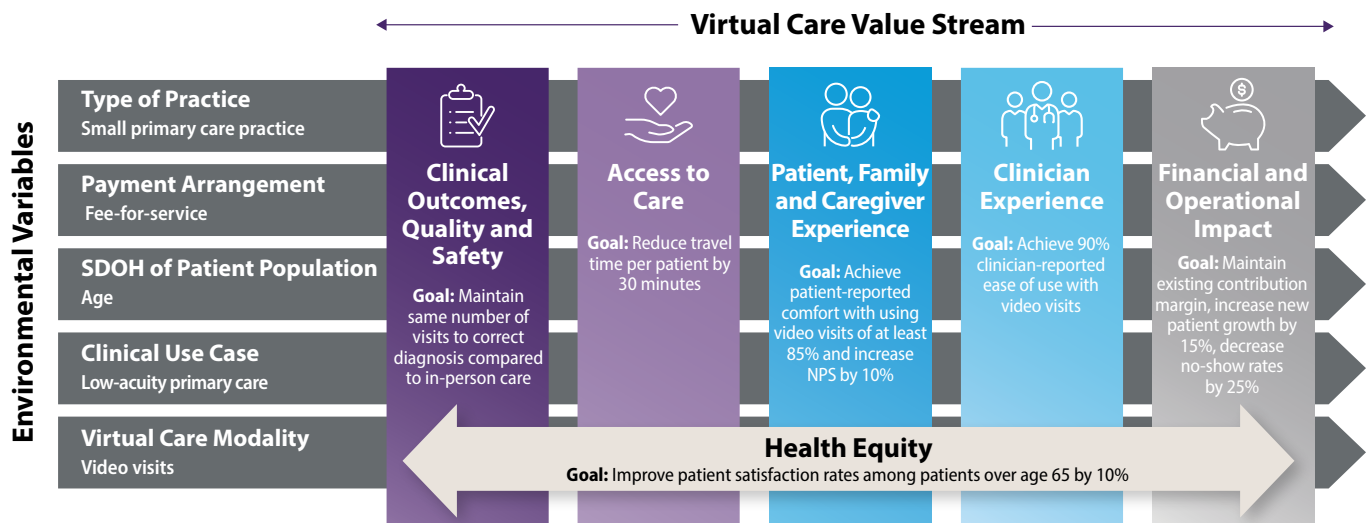 Virtual Care Value Stream
Environmental Variables
Type of Practice
Small primary care practice
Payment Arrangement
Fee-for-service
SDOH of Patient Population
Age
Clinical Use Case
Low-acuity primary care
Virtual Care Modality
Video visits
Clinical
Outcomes,
Quality and
Safety
Goal: Maintain
same number of
visits to correct
diagnosis compared
to in-person care
Access to
Care
Goal: Reduce travel
time per patient by
30 minutes
Patient, Family
and Caregiver
Experience
Goal: Achieve
patient-reported
comfort with using
video visits of at least
85% and increase
NPS by 10%
Clinician
Experience
Goal: Achieve 90%
clinician-reported
ease of use with
video visits
$
Financial and
Operational
Impact
Goal: Maintain
existing contribution
margin, increase new
patient growth by
15%, decrease
no-show rates
by 25%
Health Equity
Goal: Improve patient satisfaction rates among patients over age 65 by 10%